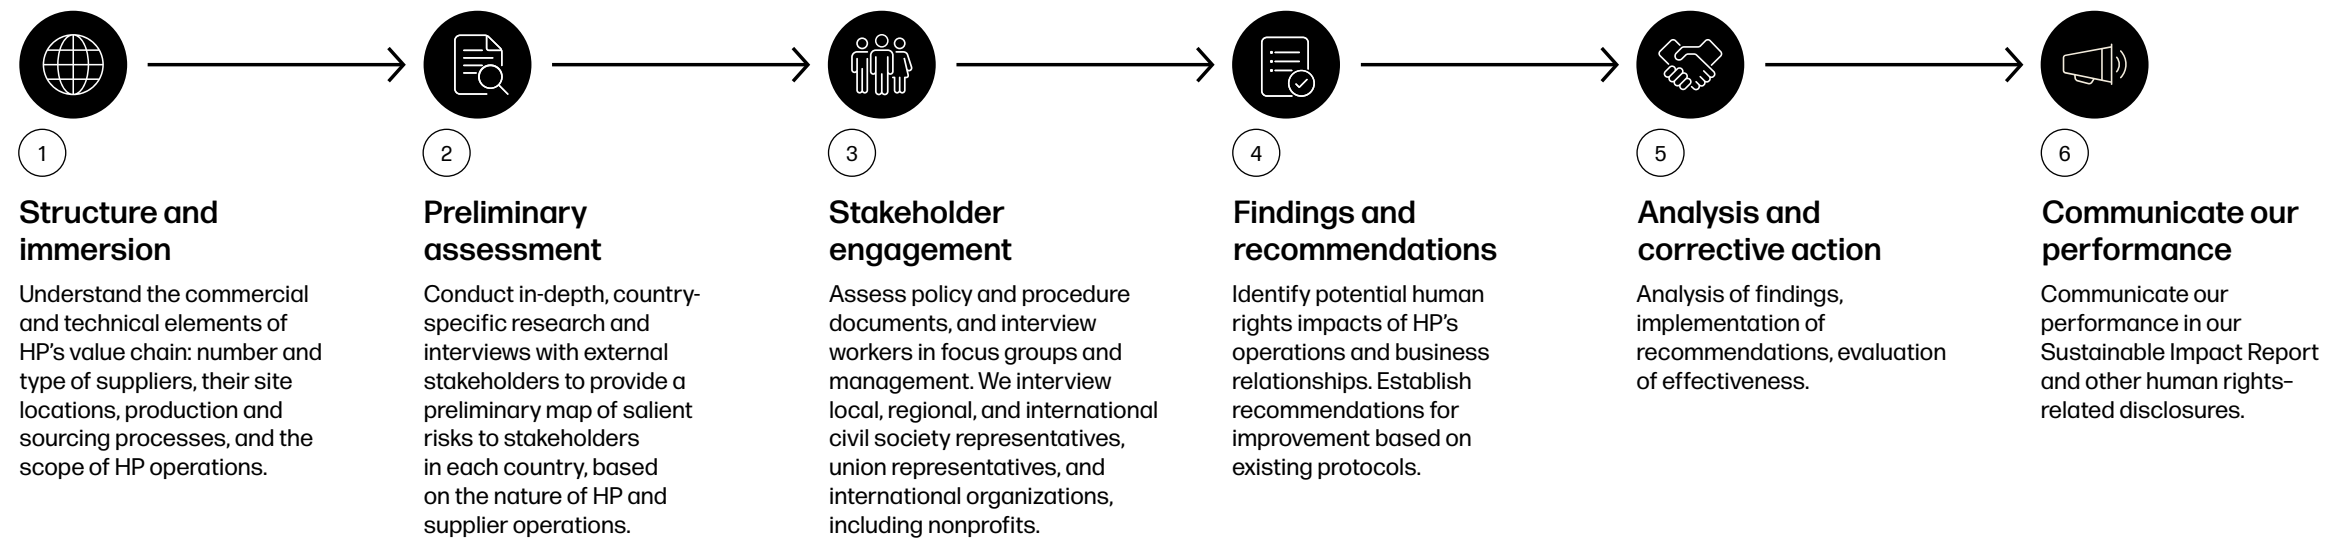 1
Structure and
immersion
Understand the commercial
and technical elements of
HP’s value chain: number and
type of suppliers, their site
locations, production and
sourcing processes, and the
scope of HP operations.
2
Preliminary
assessment
Conduct in-depth, country-
specific research and
interviews with external
stakeholders to provide a
preliminary map of salient
risks to stakeholders
in each country, based
on the nature of HP and
supplier operations.
3
Stakeholder
engagement
Assess policy and procedure
documents, and interview
workers in focus groups and
management. We interview
local, regional, and international
civil society representatives,
union representatives, and
international organizations,
including nonprofits.
4
Findings and
recommendations
Identify potential human
rights impacts of HP’s
operations and business
relationships. Establish
recommendations for
improvement based on
existing protocols.
5
Analysis and
corrective action
Analysis of findings,
implementation of
recommendations, evaluation
of effectiveness.
6
Communicate our
performance
Communicate our
performance in our
Sustainable Impact Report
and other human rights–
related disclosures.